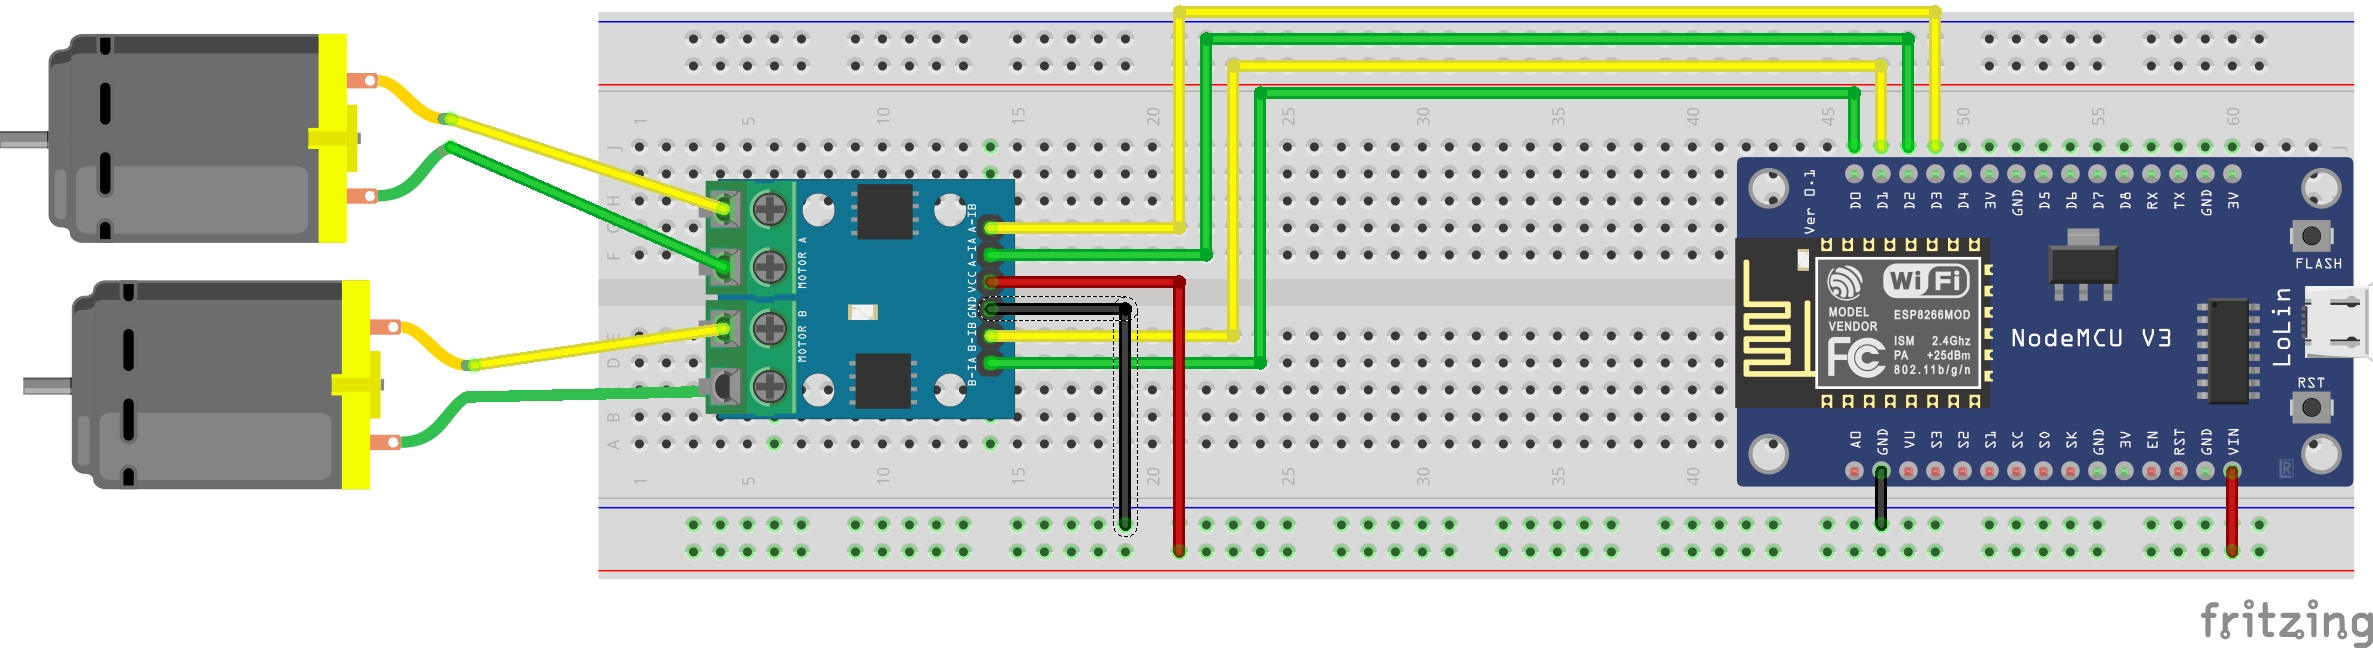 1 5 10 15 20 25 30 35 40 45 50 55 60
J J
H
G
F
E
D
B
A
1 5 10 15 20 25 30 35 40
MOTOR A
MOTOR B
A-IB
A-IA
VCC
GND
B-IB
B-IA
Ver 0.1
D0 D1 D2 D3 D4 3V GND D5 D6 D7 D8 RX TX GND 3V
FLASH
Wi Fi
MODEL
VENDOR
ESP8266MOD
FC
ISM 2.4Ghz
PA +25dBm
802.11b/g/n
NodeMCU V3
LoLin
RST
A0 GND VU S3 S2 S1 SC S0 SK GND 3V EN RST GND VIN
R
fritzing